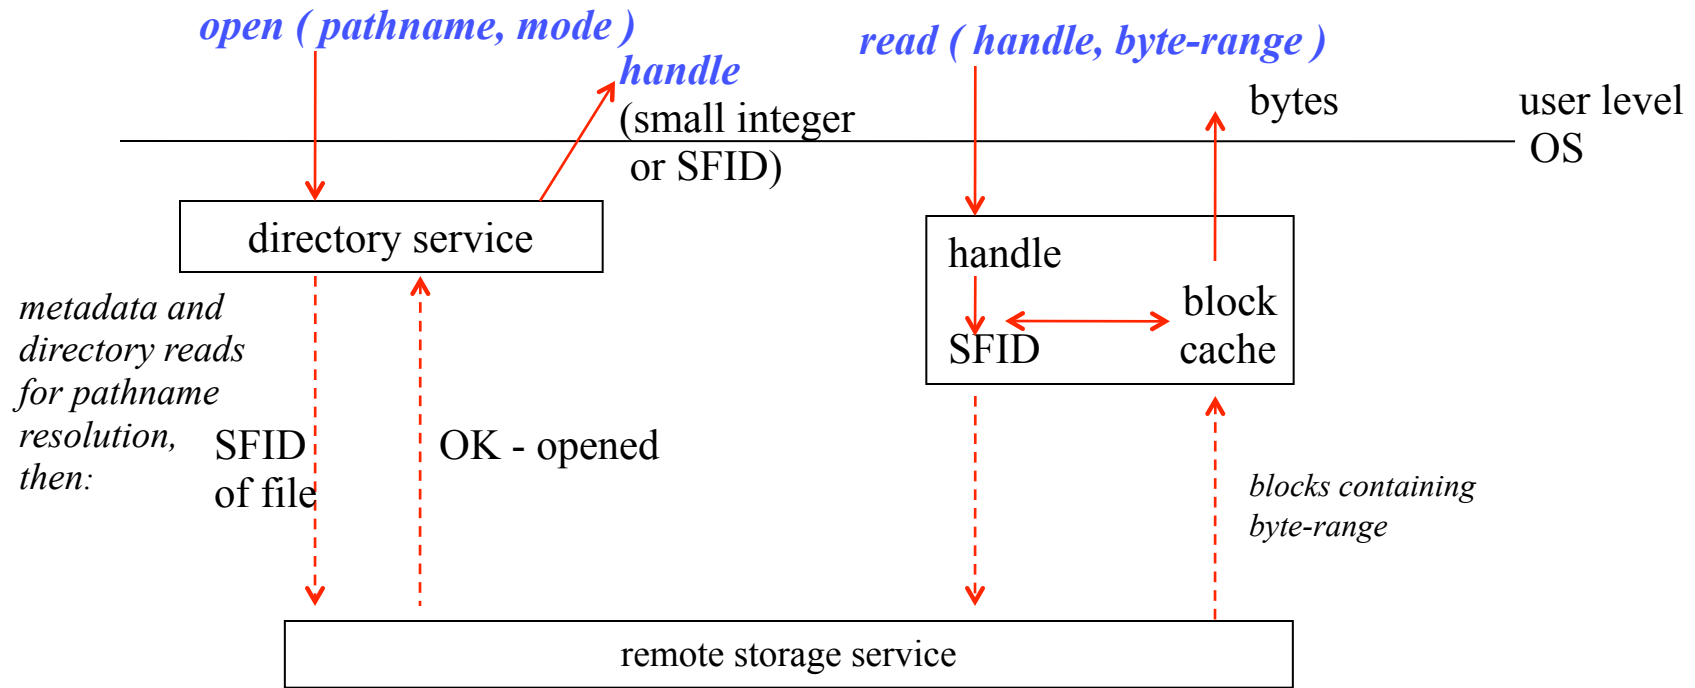 open ( pathname, mode )
handle
(small integer
or SFID)
read ( handle, byte-range )
bytes
user level
OS
directory service
metadata and
directory reads
for pathname
resolution,
then:
SFID
of file
OK - opened
handle
SFID
block
cache
blocks containing
byte-range
remote storage service